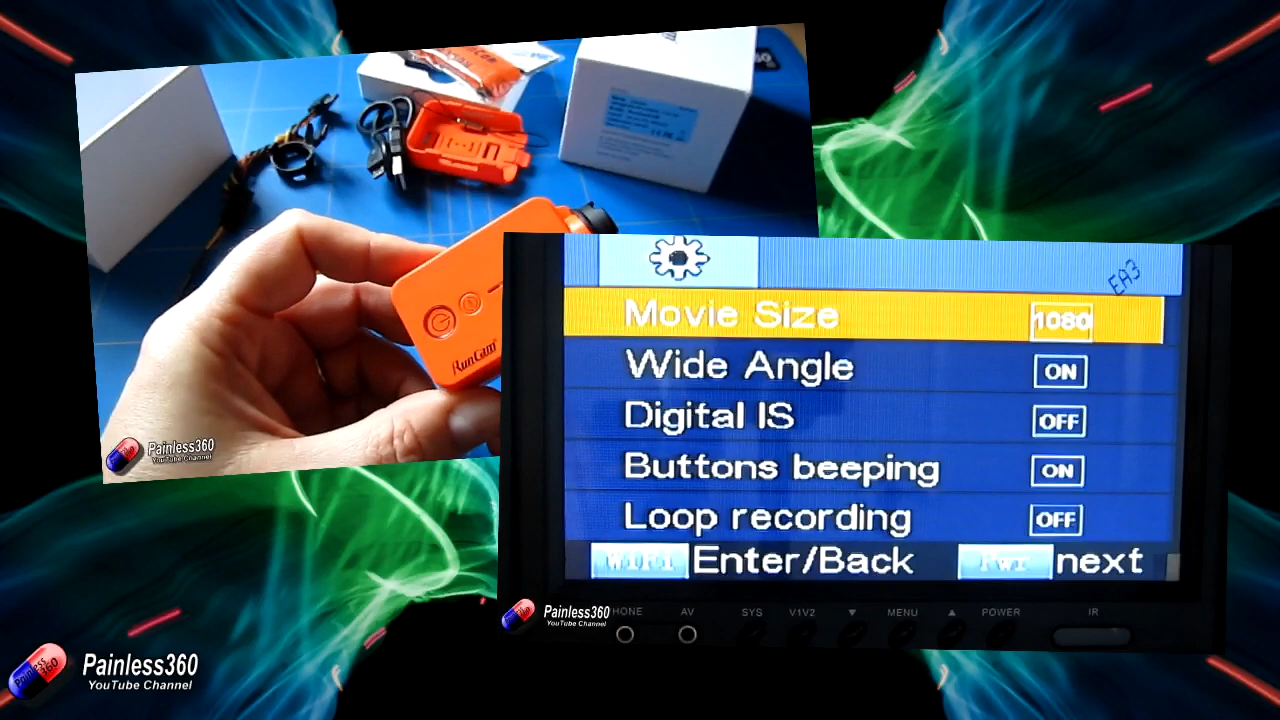 RunCam
Painless360
YouTube Channel
EA3
Movie Size 1080
Wide Angle ON
Digital IS OFF
Buttons beeping ON
Loop recording OFF
WiFi Enter/Back Pwr next
Painless360
YouTube Channel
HONE AV SYS V1V2 ▼ MENU ▲ POWER IR
Painless360
Painless360
YouTube Channel